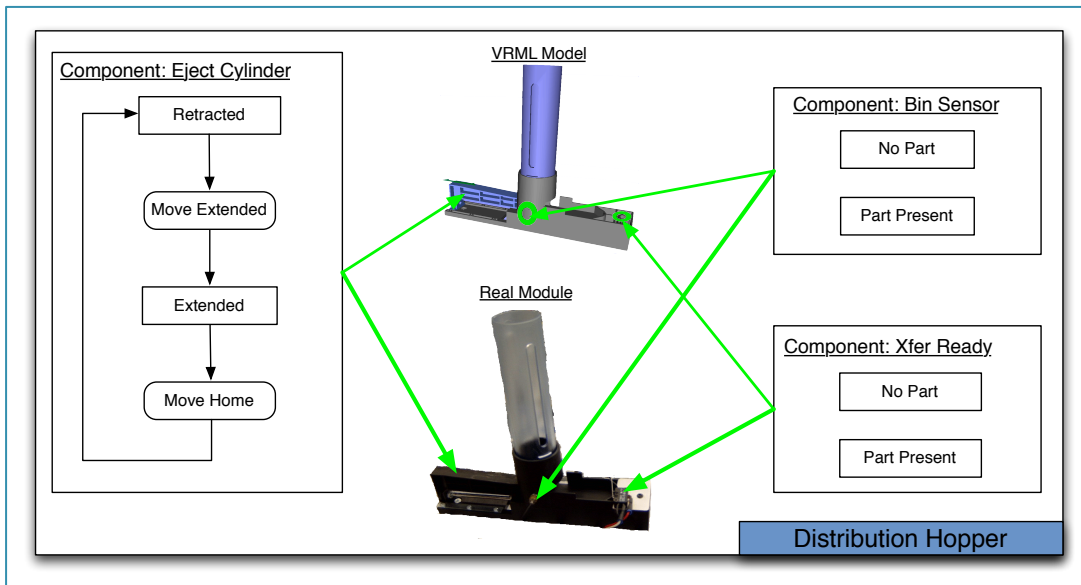 Component: Eject Cylinder
Retracted
Move Extended
Extended
Move Home
VRML Model
Real Module
Component: Bin Sensor
No Part
Part Present
Component: Xfer Ready
No Part
Part Present
Distribution Hopper